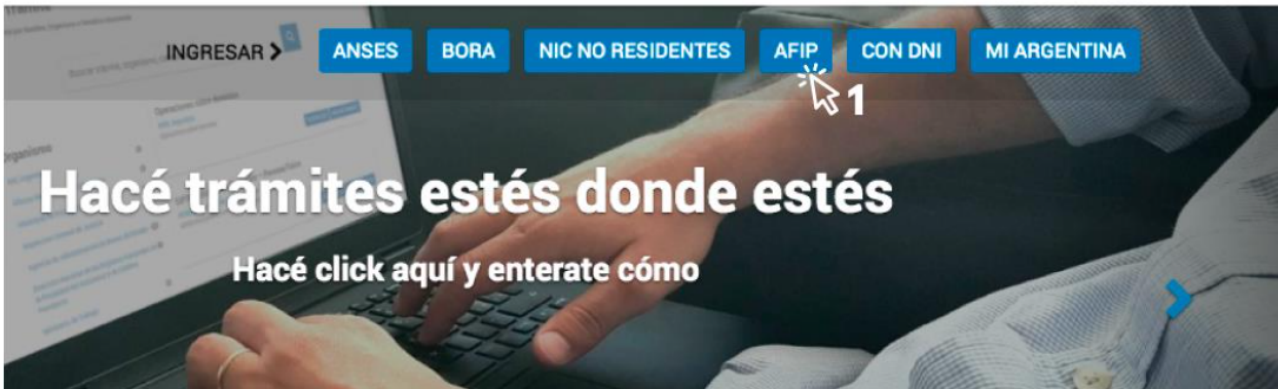 INGRESAR >
ANSES
BORA
NIC NO RESIDENTES
AFIP
CON DNI
MI ARGENTINA
1
Hacé trámites estés donde estés
Hacé click aquí y enterate cómo